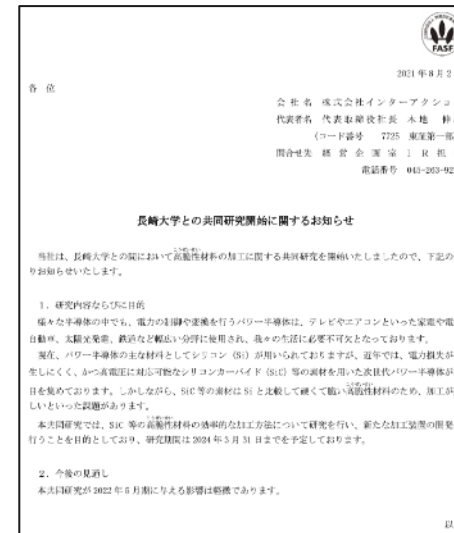 FASF
2021年8月2
各 位
会 社 名 株式会社インターアクショ
代表者名 代表取締役社長 木地 伸
(コード番号 7725 東証第一部
問合せ先 経 営 企 画 室 I R 担
電話番号 045-263-92
長崎大学との共同研究開始に関するお知らせ
当社は、長崎大学との間において高脆性材料の加工に関する共同研究を開始いたしましたので、下記の
りお知らせいたします。
1．研究内容ならびに目的
様々な半導体の中でも、電力の制御や変換を行うパワー半導体は、テレビやエアコンといった家電や電
自動車、太陽光発電、鉄道など幅広い分野に使用され、我々の生活に必要不可欠となっております。
現在、パワー半導体の主な材料としてシリコン（Si）が用いられておりますが、近年では、電力損失が
生じにくく、かつ高電圧に対応可能なシリコンカーバイド（SiC）等の素材を用いた次世代パワー半導体が
目を集めております。しかしながら、SiC 等の素材は Si と比較して硬くて脆い高脆性材料のため、加工が
しいといった課題があります。
本共同研究では、SiC 等の高脆性材料の効率的な加工方法について研究を行い、新たな加工装置の開発
行うことを目的としており、研究期間は 2024 年 5 月 31 日までを予定しております。
2．今後の見通し
本共同研究が 2022 年 5 月期に与える影響は軽微であります。
以